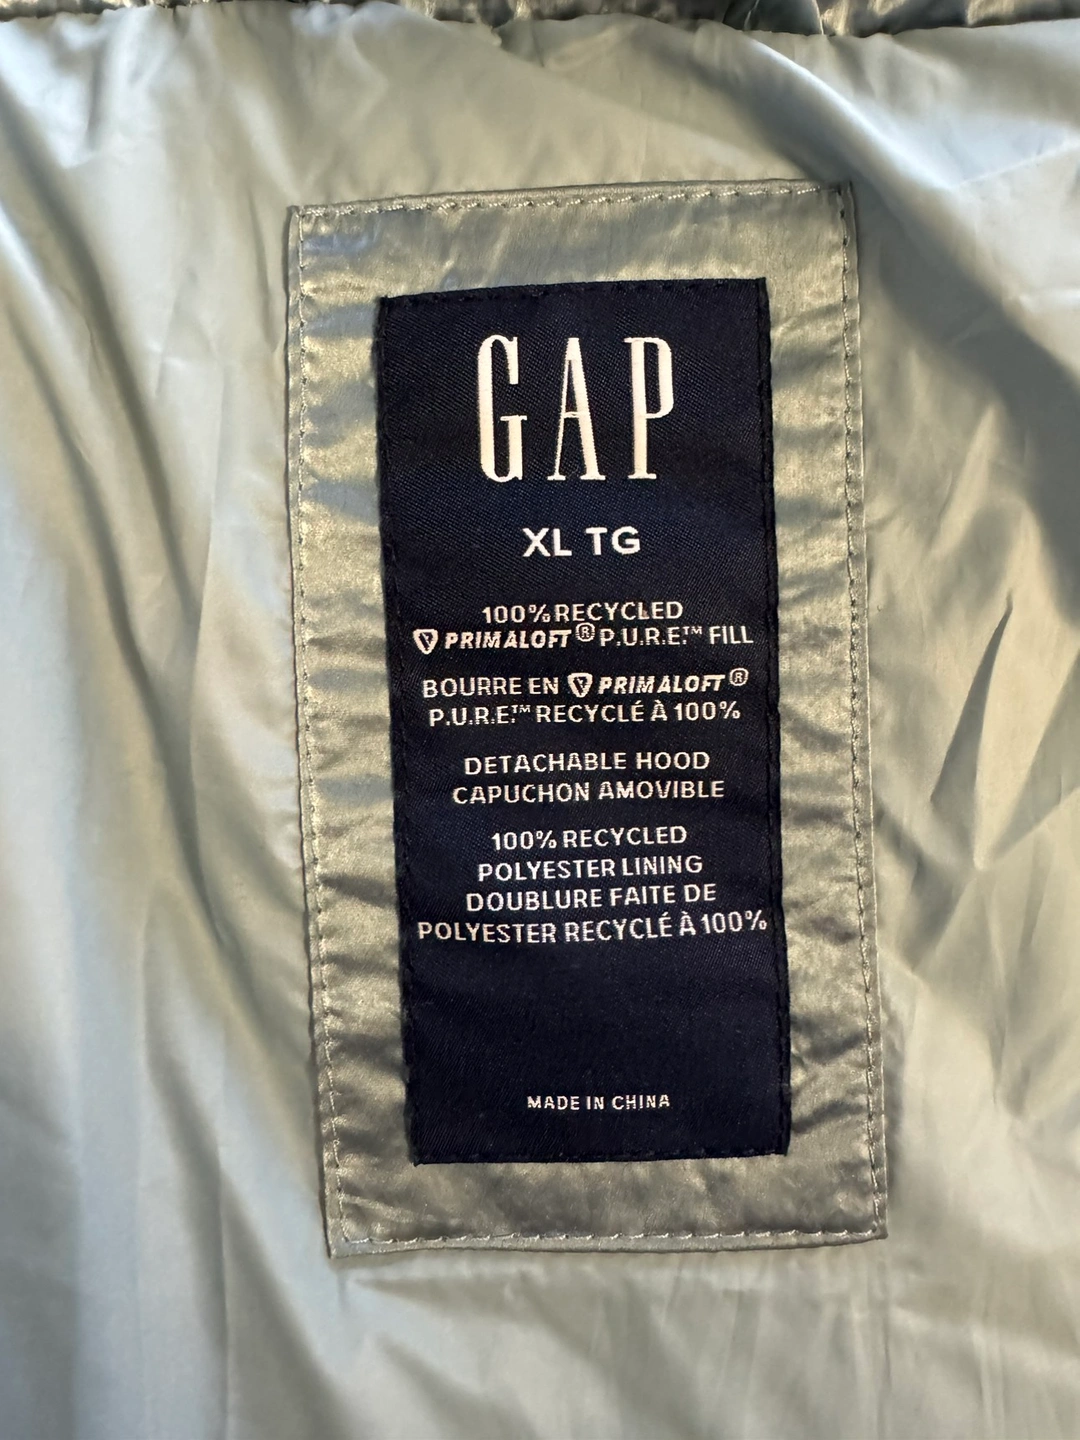 GAP
XL TG
100% RECYCLED
PRIMALOFT® P.U.R.E.™ FILL
BOURRE EN PRIMALOFT®
P.U.R.E.™ RECYCLÉ À 100%
DETACHABLE HOOD
CAPUCHON AMOVIBLE
100% RECYCLED
POLYESTER LINING
DOUBLURE FAITE DE
POLYESTER RECYCLÉ À 100%
MADE IN CHINA